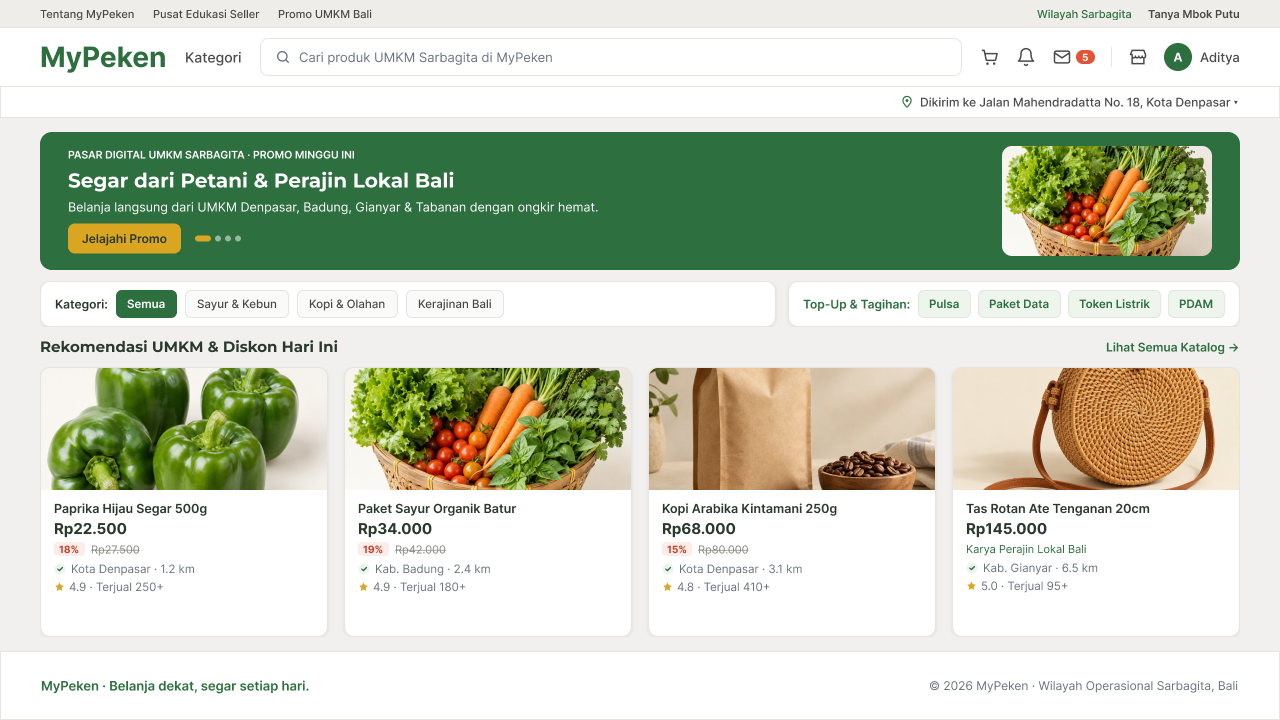 Tentang MyPeken Pusat Edukasi Seller Promo UMKM Bali Wilayah Sarbagita Tanya Mbok Putu
MyPeken Kategori Cari produk UMKM Sarbagita di MyPeken 5 A Aditya
Dikirim ke Jalan Mahendradatta No. 18, Kota Denpasar ▾
PASAR DIGITAL UMKM SARBAGITA · PROMO MINGGU INI
Segar dari Petani & Perajin Lokal Bali
Belanja langsung dari UMKM Denpasar, Badung, Gianyar & Tabanan dengan ongkir hemat.
Jelajahi Promo
Kategori: Semua Sayur & Kebun Kopi & Olahan Kerajinan Bali Top-Up & Tagihan: Pulsa Paket Data Token Listrik PDAM
Rekomendasi UMKM & Diskon Hari Ini Lihat Semua Katalog →
Paprika Hijau Segar 500g
Rp22.500
18% Rp27.500
Kota Denpasar · 1.2 km
4.9 · Terjual 250+
Paket Sayur Organik Batur
Rp34.000
19% Rp42.000
Kab. Badung · 2.4 km
4.9 · Terjual 180+
Kopi Arabika Kintamani 250g
Rp68.000
15% Rp80.000
Kota Denpasar · 3.1 km
4.8 · Terjual 410+
Tas Rotan Ate Tenganan 20cm
Rp145.000
Karya Perajin Lokal Bali
Kab. Gianyar · 6.5 km
5.0 · Terjual 95+
MyPeken · Belanja dekat, segar setiap hari. © 2026 MyPeken · Wilayah Operasional Sarbagita, Bali